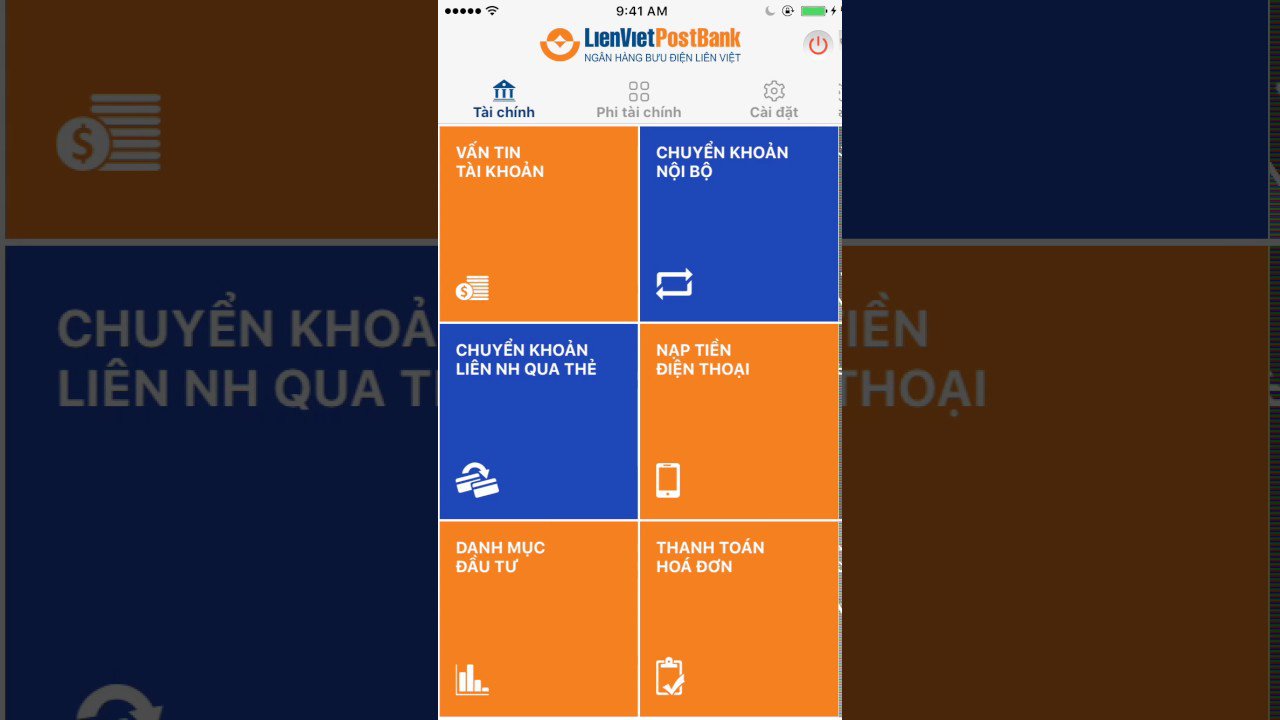 9:41 AM
LienVietPostBank
NGÂN HÀNG BƯU ĐIỆN LIÊN VIỆT
Tài chính
Phi tài chính
Cài đặt
VẤN TIN
TÀI KHOẢN
CHUYỂN KHOẢN
NỘI BỘ
CHUYỂN KHOẢN
LIÊN NH QUA THẺ
NẠP TIỀN
ĐIỆN THOẠI
DANH MỤC
ĐẦU TƯ
THANH TOÁN
HOÁ ĐƠN
CHUYỂN KHOẢ
LIÊN NH QUA T
IỀN
THOẠI